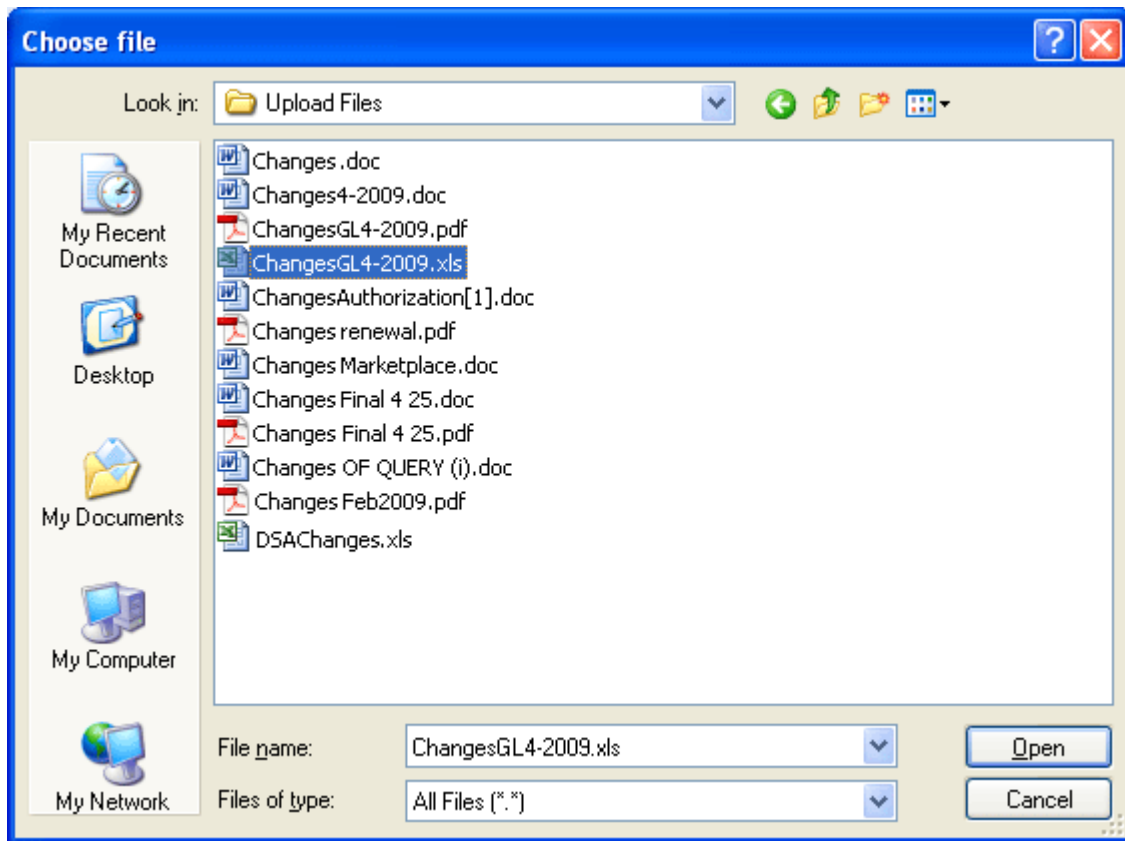 Choose file
Look in:
Upload Files
My Recent
Documents
Desktop
My Documents
My Computer
My Network
Changes.doc
Changes4-2009.doc
ChangesGL4-2009.pdf
ChangesGL4-2009.xls
ChangesAuthorization[1].doc
Changes renewal.pdf
Changes Marketplace.doc
Changes Final 4 25.doc
Changes Final 4 25.pdf
Changes OF QUERY (i).doc
Changes Feb2009.pdf
DSAChanges.xls
File name:
ChangesGL4-2009.xls
Open
Files of type:
All Files (*.*)
Cancel